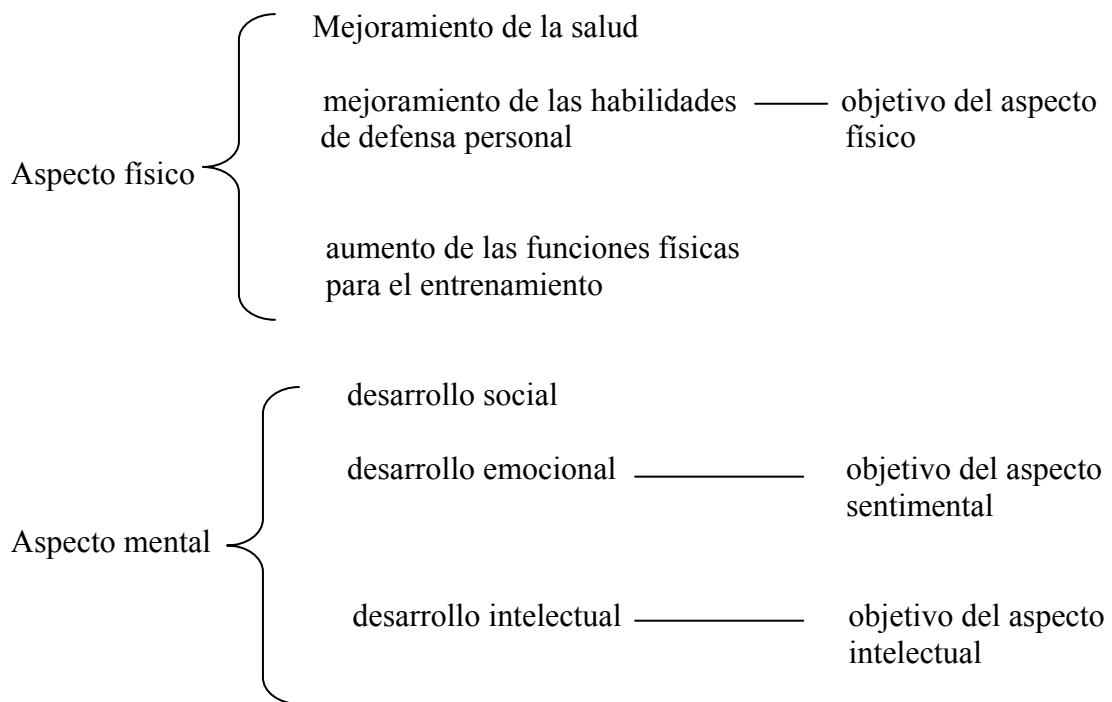 Mejoramiento de la salud
mejoramiento de las habilidades objetivo del aspecto
de defensa personal físico
Aspecto físico
aumento de las funciones físicas
para el entrenamiento
desarrollo social
desarrollo emocional objetivo del aspecto
sentimental
Aspecto mental
desarrollo intelectual objetivo del aspecto
intelectual